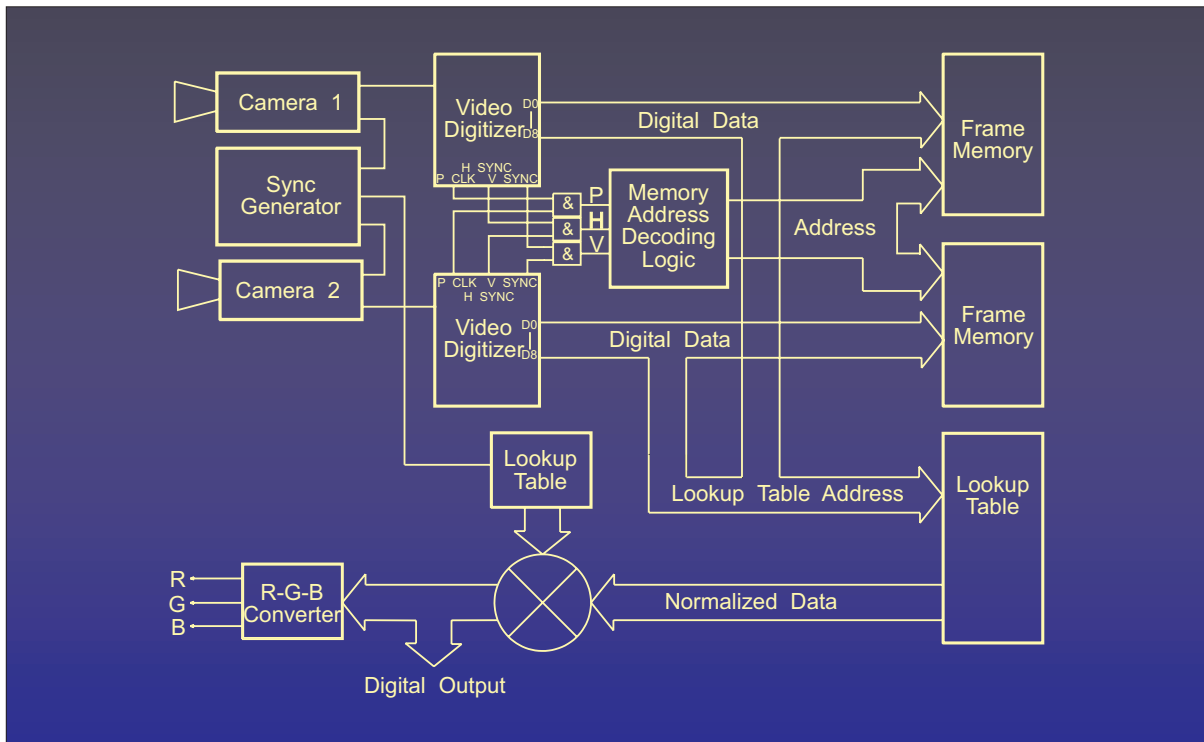 Camera 1
Sync
Generator
Camera 2
Video
Digitizer
D0
D8
H SYNC
P CLK V SYNC
&
&
&
P
H
V
Memory
Address
Decoding
Logic
P CLK V SYNC
H SYNC
Video
Digitizer
D0
D8
Digital Data
Address
Digital Data
Frame
Memory
Frame
Memory
Lookup
Table
Lookup Table Address
Lookup
Table
Normalized Data
R-G-B
Converter
R
G
B
Digital Output